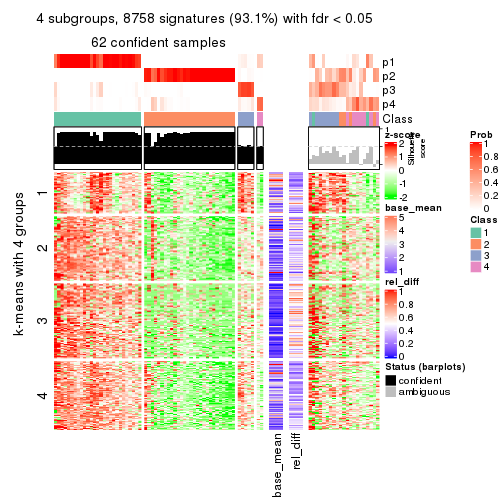 4 subgroups, 8758 signatures (93.1%) with fdr < 0.05
62 confident samples
p1
p2
p3
p4
Class
1
Silhouette
score
z-score
2
1
0
-1
-2
Prob
1
0.8
0.6
0.4
0.2
0
base_mean
5
4
3
2
1
Class
1
2
3
4
rel_diff
1
0.8
0.6
0.4
0.2
0
Status (barplots)
confident
ambiguous
k-means with 4 groups
1
2
3
4
base_mean
rel_diff